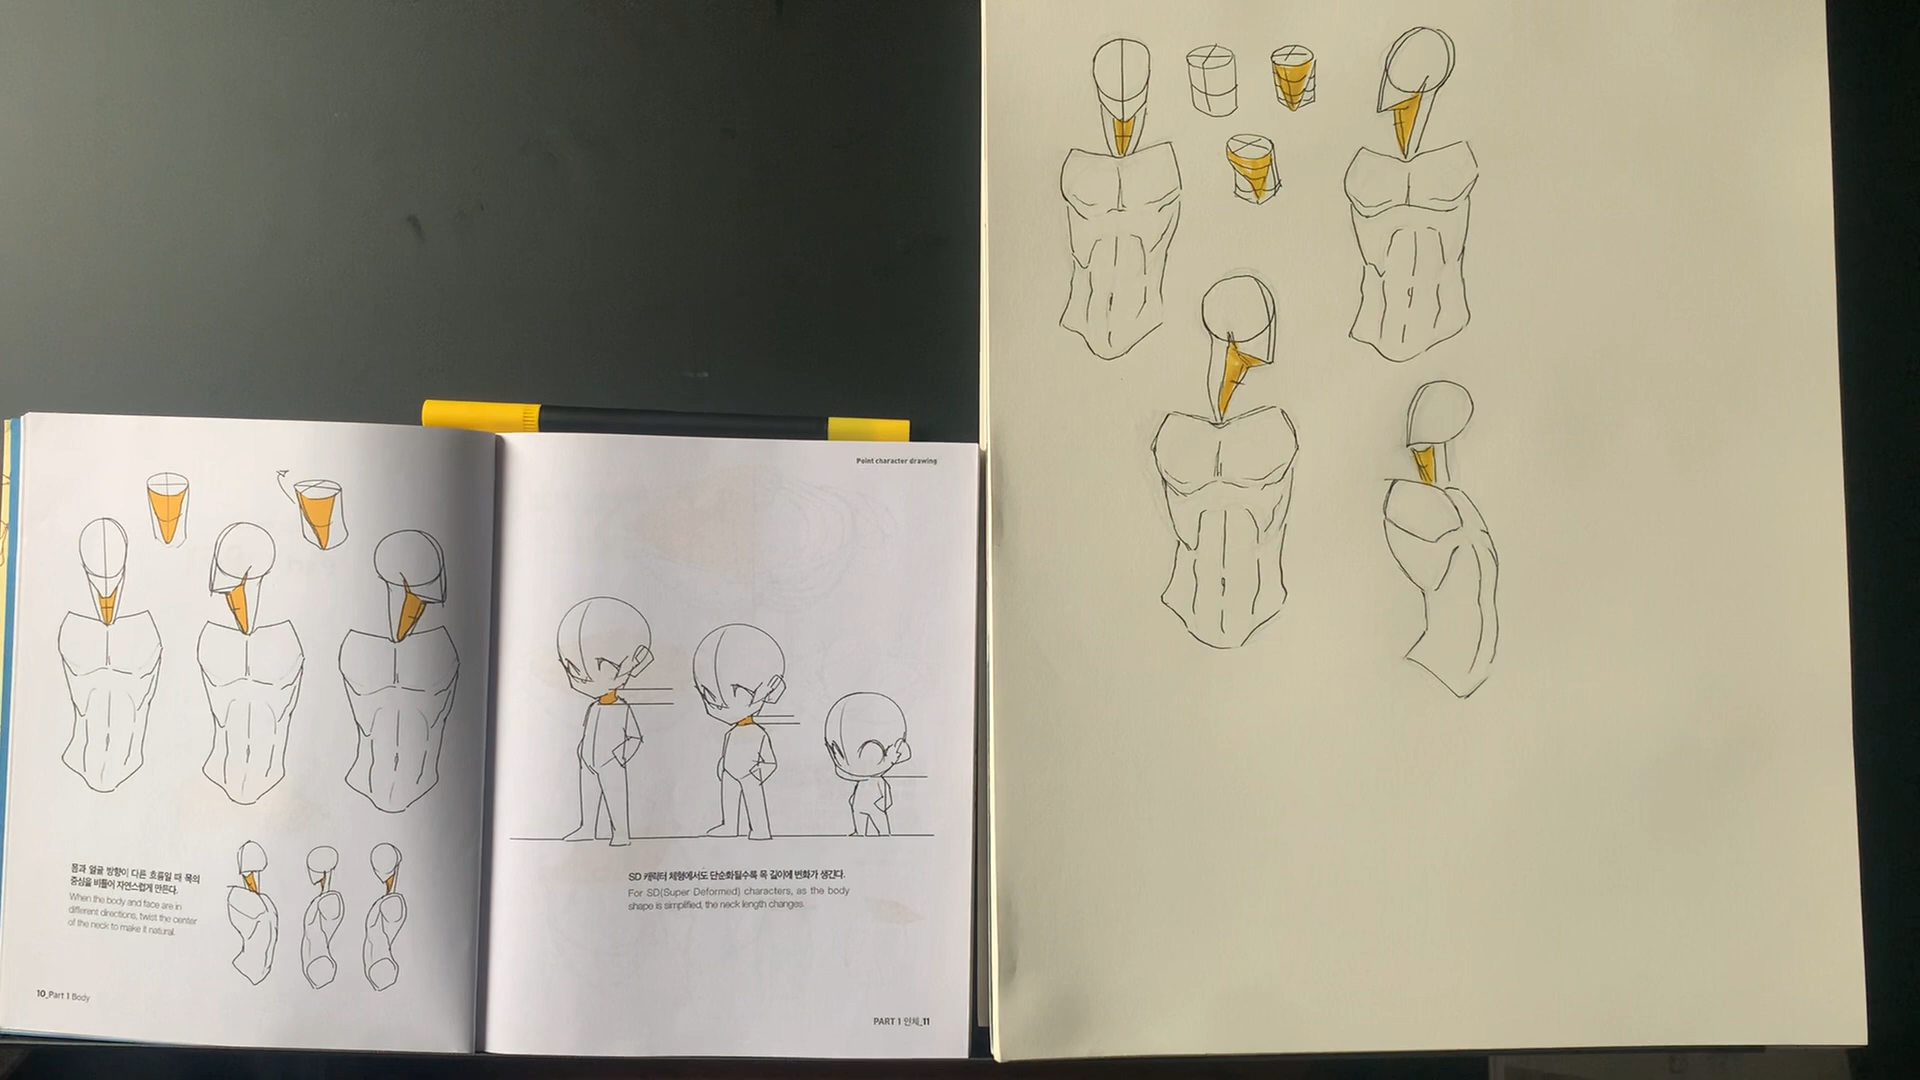 몸과 얼굴 방향이 다른 흐름일 때 목의
중심을 비틀어 자연스럽게 만든다.
When the body and face are in
different directions, twist the center
of the neck to make it natural.
10_Part 1 Body
Point character drawing
SD 캐릭터 체형에서도 단순화될수록 목 길이에 변화가 생긴다.
For SD(Super Deformed) characters, as the body
shape is simplified, the neck length changes.
PART 1 인체_11